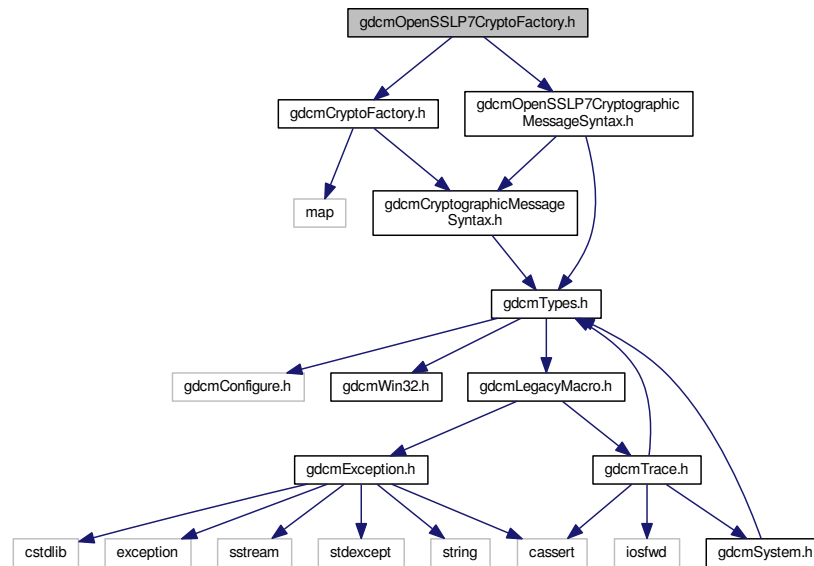 gdcmOpenSSLP7CryptoFactory.h
gdcmCryptoFactory.h
gdcmOpenSSLP7Cryptographic
MessageSyntax.h
map
gdcmCryptographicMessage
Syntax.h
gdcmTypes.h
gdcmConfigure.h
gdcmWin32.h
gdcmLegacyMacro.h
gdcmException.h
gdcmTrace.h
cstdlib
exception
sstream
stdexcept
string
cassert
iosfwd
gdcmSystem.h